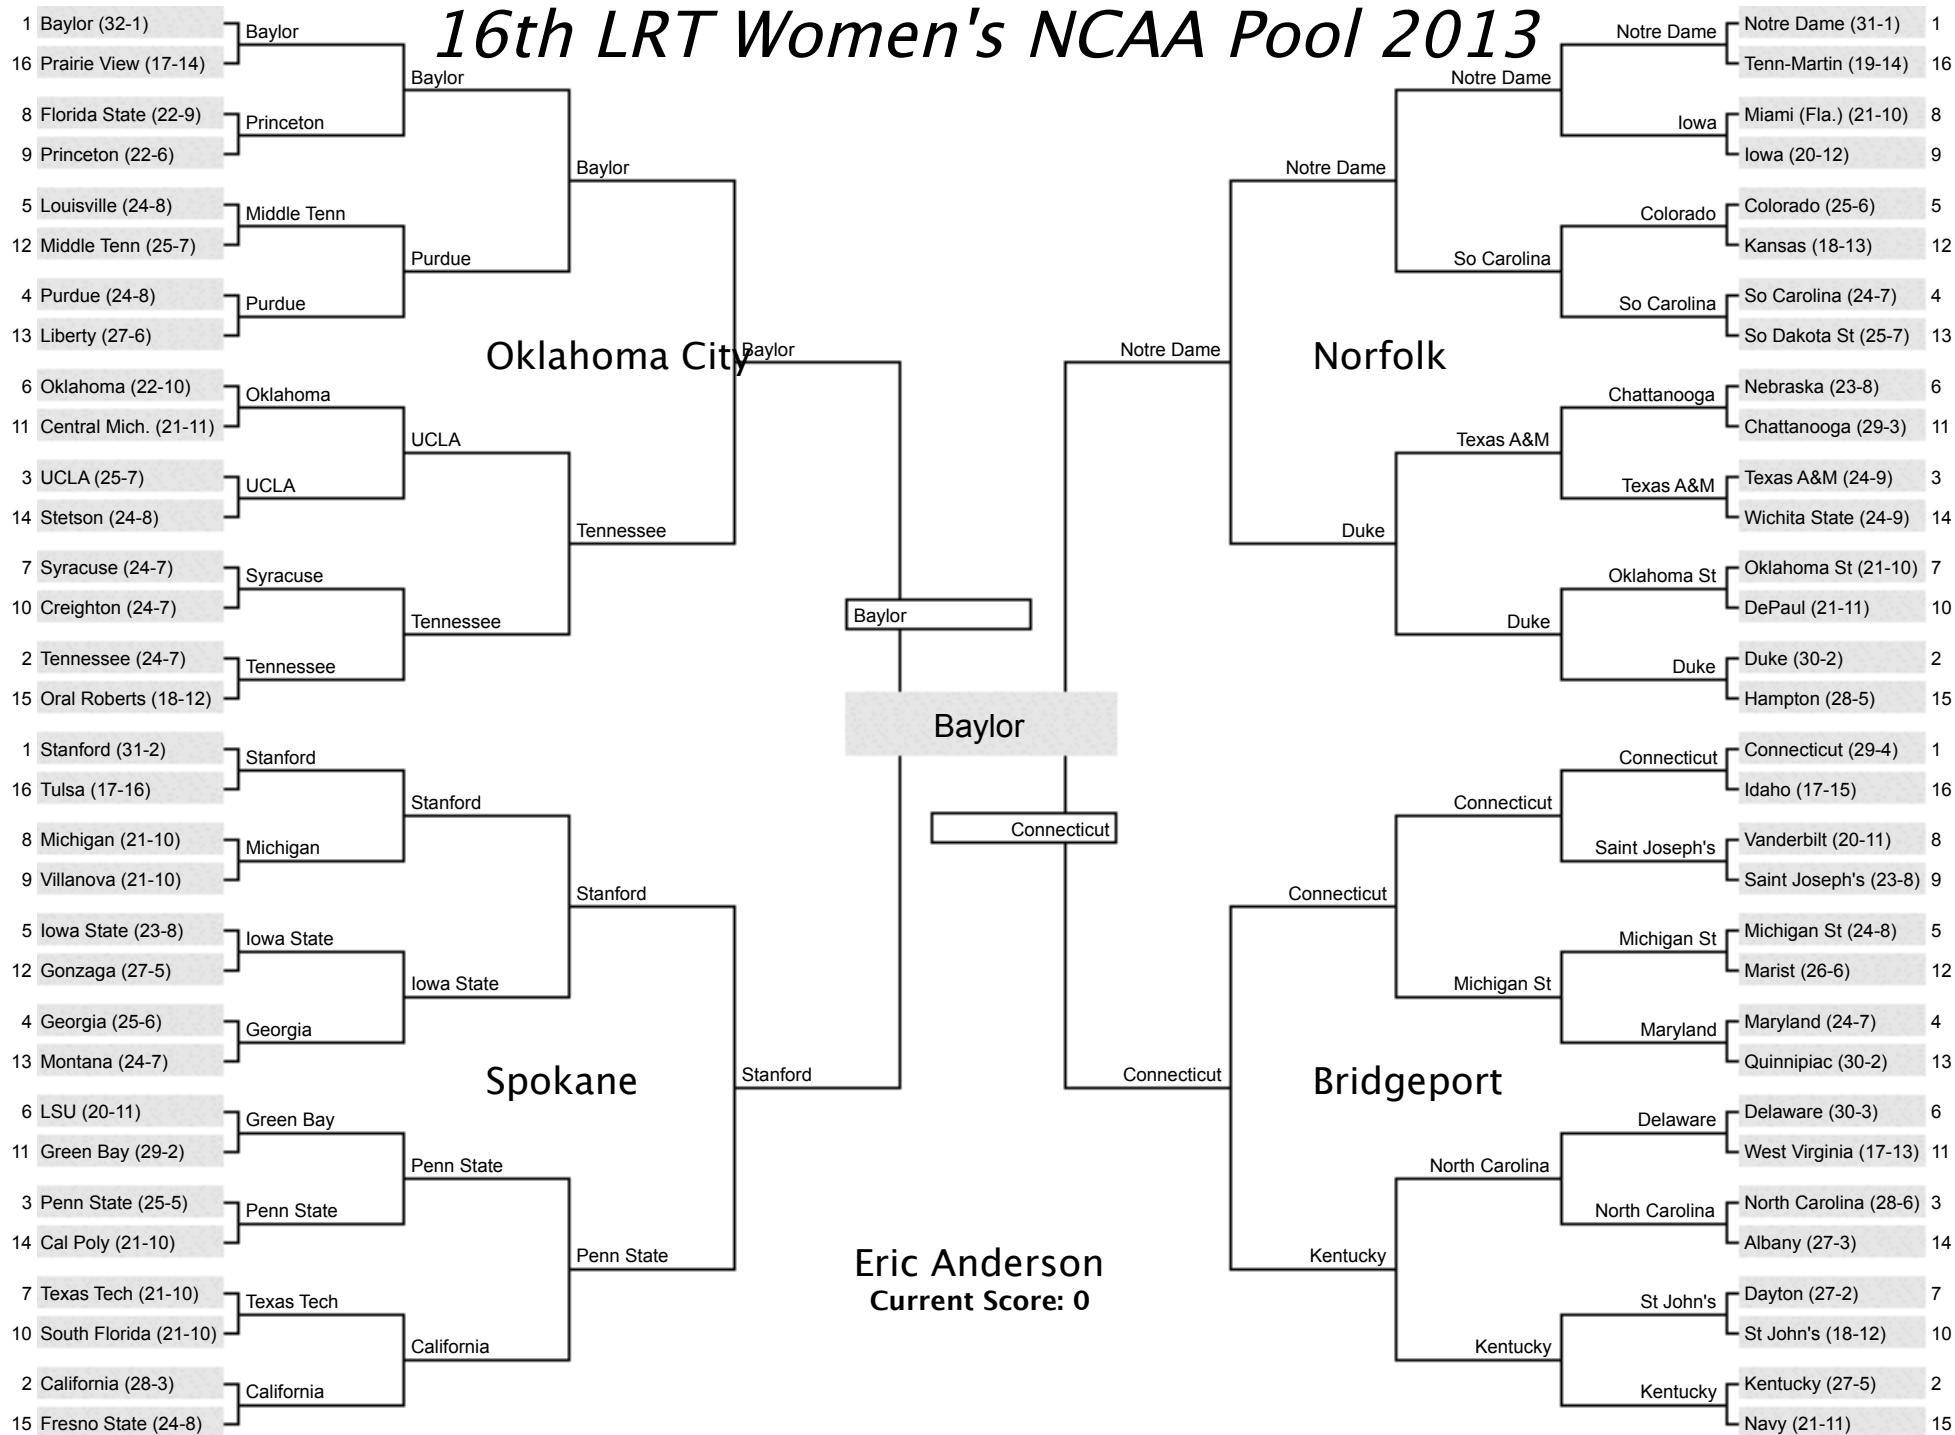 16th LRT Women's NCAA Pool 2013
1 Baylor (32-1)
16 Prairie View (17-14)
8 Florida State (22-9)
9 Princeton (22-6)
5 Louisville (24-8)
12 Middle Tenn (25-7)
4 Purdue (24-8)
13 Liberty (27-6)
6 Oklahoma (22-10)
11 Central Mich. (21-11)
3 UCLA (25-7)
14 Stetson (24-8)
7 Syracuse (24-7)
10 Creighton (24-7)
2 Tennessee (24-7)
15 Oral Roberts (18-12)
1 Stanford (31-2)
16 Tulsa (17-16)
8 Michigan (21-10)
9 Villanova (21-10)
5 Iowa State (23-8)
12 Gonzaga (27-5)
4 Georgia (25-6)
13 Montana (24-7)
6 LSU (20-11)
11 Green Bay (29-2)
3 Penn State (25-5)
14 Cal Poly (21-10)
7 Texas Tech (21-10)
10 South Florida (21-10)
2 California (28-3)
15 Fresno State (24-8)
Baylor
Princeton
Middle Tenn
Purdue
Oklahoma
UCLA
Syracuse
Tennessee
Stanford
Michigan
Iowa State
Georgia
Green Bay
Penn State
Texas Tech
California
Baylor
Purdue
UCLA
Tennessee
Stanford
Iowa State
Penn State
California
Baylor
Tennessee
Stanford
Penn State
Oklahoma City
Spokane
Baylor
Stanford
Baylor
Baylor
Connecticut
Eric Anderson
Current Score: 0
Notre Dame
Connecticut
Norfolk
Bridgeport
Notre Dame
Duke
Connecticut
Kentucky
Notre Dame
So Carolina
Texas A&M
Duke
Connecticut
Michigan St
North Carolina
Kentucky
Notre Dame
Iowa
Colorado
So Carolina
Chattanooga
Texas A&M
Oklahoma St
Duke
Connecticut
Saint Joseph's
Michigan St
Maryland
Delaware
North Carolina
St John's
Kentucky
Notre Dame (31-1) 1
Tenn-Martin (19-14) 16
Miami (Fla.) (21-10) 8
Iowa (20-12) 9
Colorado (25-6) 5
Kansas (18-13) 12
So Carolina (24-7) 4
So Dakota St (25-7) 13
Nebraska (23-8) 6
Chattanooga (29-3) 11
Texas A&M (24-9) 3
Wichita State (24-9) 14
Oklahoma St (21-10) 7
DePaul (21-11) 10
Duke (30-2) 2
Hampton (28-5) 15
Connecticut (29-4) 1
Idaho (17-15) 16
Vanderbilt (20-11) 8
Saint Joseph's (23-8) 9
Michigan St (24-8) 5
Marist (26-6) 12
Maryland (24-7) 4
Quinnipiac (30-2) 13
Delaware (30-3) 6
West Virginia (17-13) 11
North Carolina (28-6) 3
Albany (27-3) 14
Dayton (27-2) 7
St John's (18-12) 10
Kentucky (27-5) 2
Navy (21-11) 15